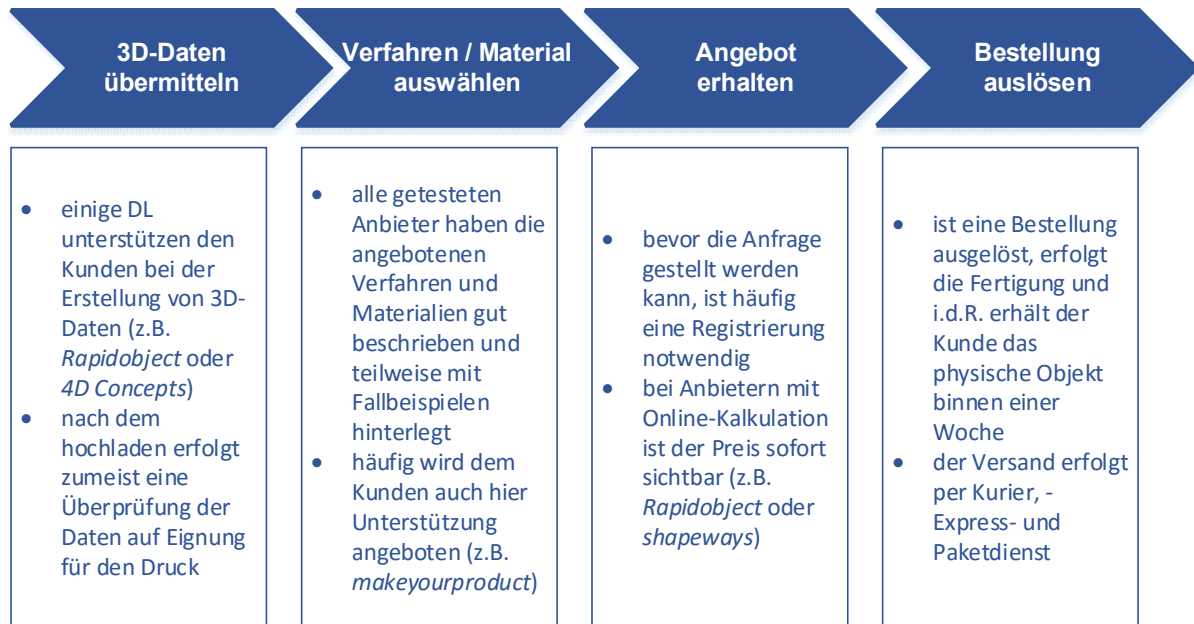 3D-Daten
übermitteln
Verfahren / Material
auswählen
Angebot
erhalten
Bestellung
auslösen
• einige DL
unterstützen den
Kunden bei der
Erstellung von 3D-
Daten (z.B.
Rapidobject oder
4D Concepts)
• nach dem
hochladen erfolgt
zumeist eine
Überprüfung der
Daten auf Eignung
für den Druck
• alle getesteten
Anbieter haben die
angebotenen
Verfahren und
Materialien gut
beschrieben und
teilweise mit
Fallbeispielen
hinterlegt
• häufig wird dem
Kunden auch hier
Unterstützung
angeboten (z.B.
makeyourproduct)
• bevor die Anfrage
gestellt werden
kann, ist häufig
eine Registrierung
notwendig
• bei Anbietern mit
Online-Kalkulation
ist der Preis sofort
sichtbar (z.B.
Rapidobject oder
shapeways)
• ist eine Bestellung
ausgelöst, erfolgt
die Fertigung und
i.d.R. erhält der
Kunde das
physische Objekt
binnen einer
Woche
• der Versand erfolgt
per Kurier, -
Express- und
Paketdienst